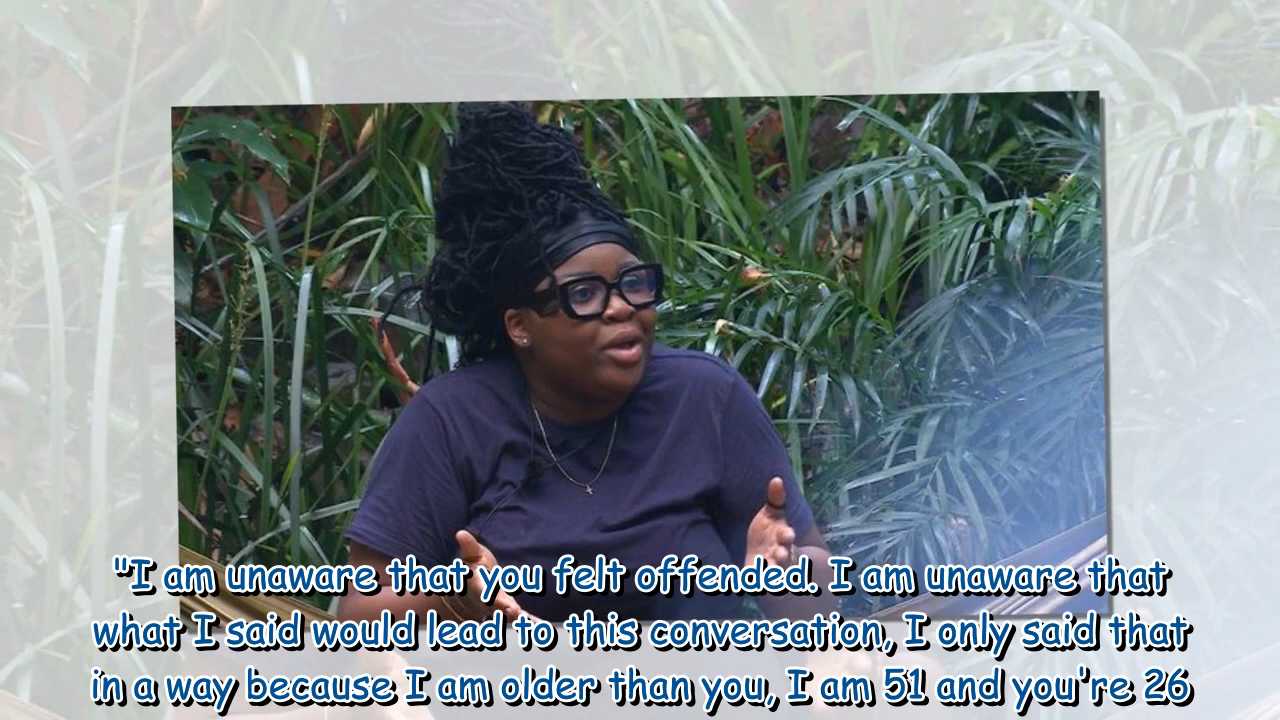 "I am unaware that you felt offended. I am unaware that
what I said would lead to this conversation, I only said that
in a way because I am older than you, I am 51 and you're 26